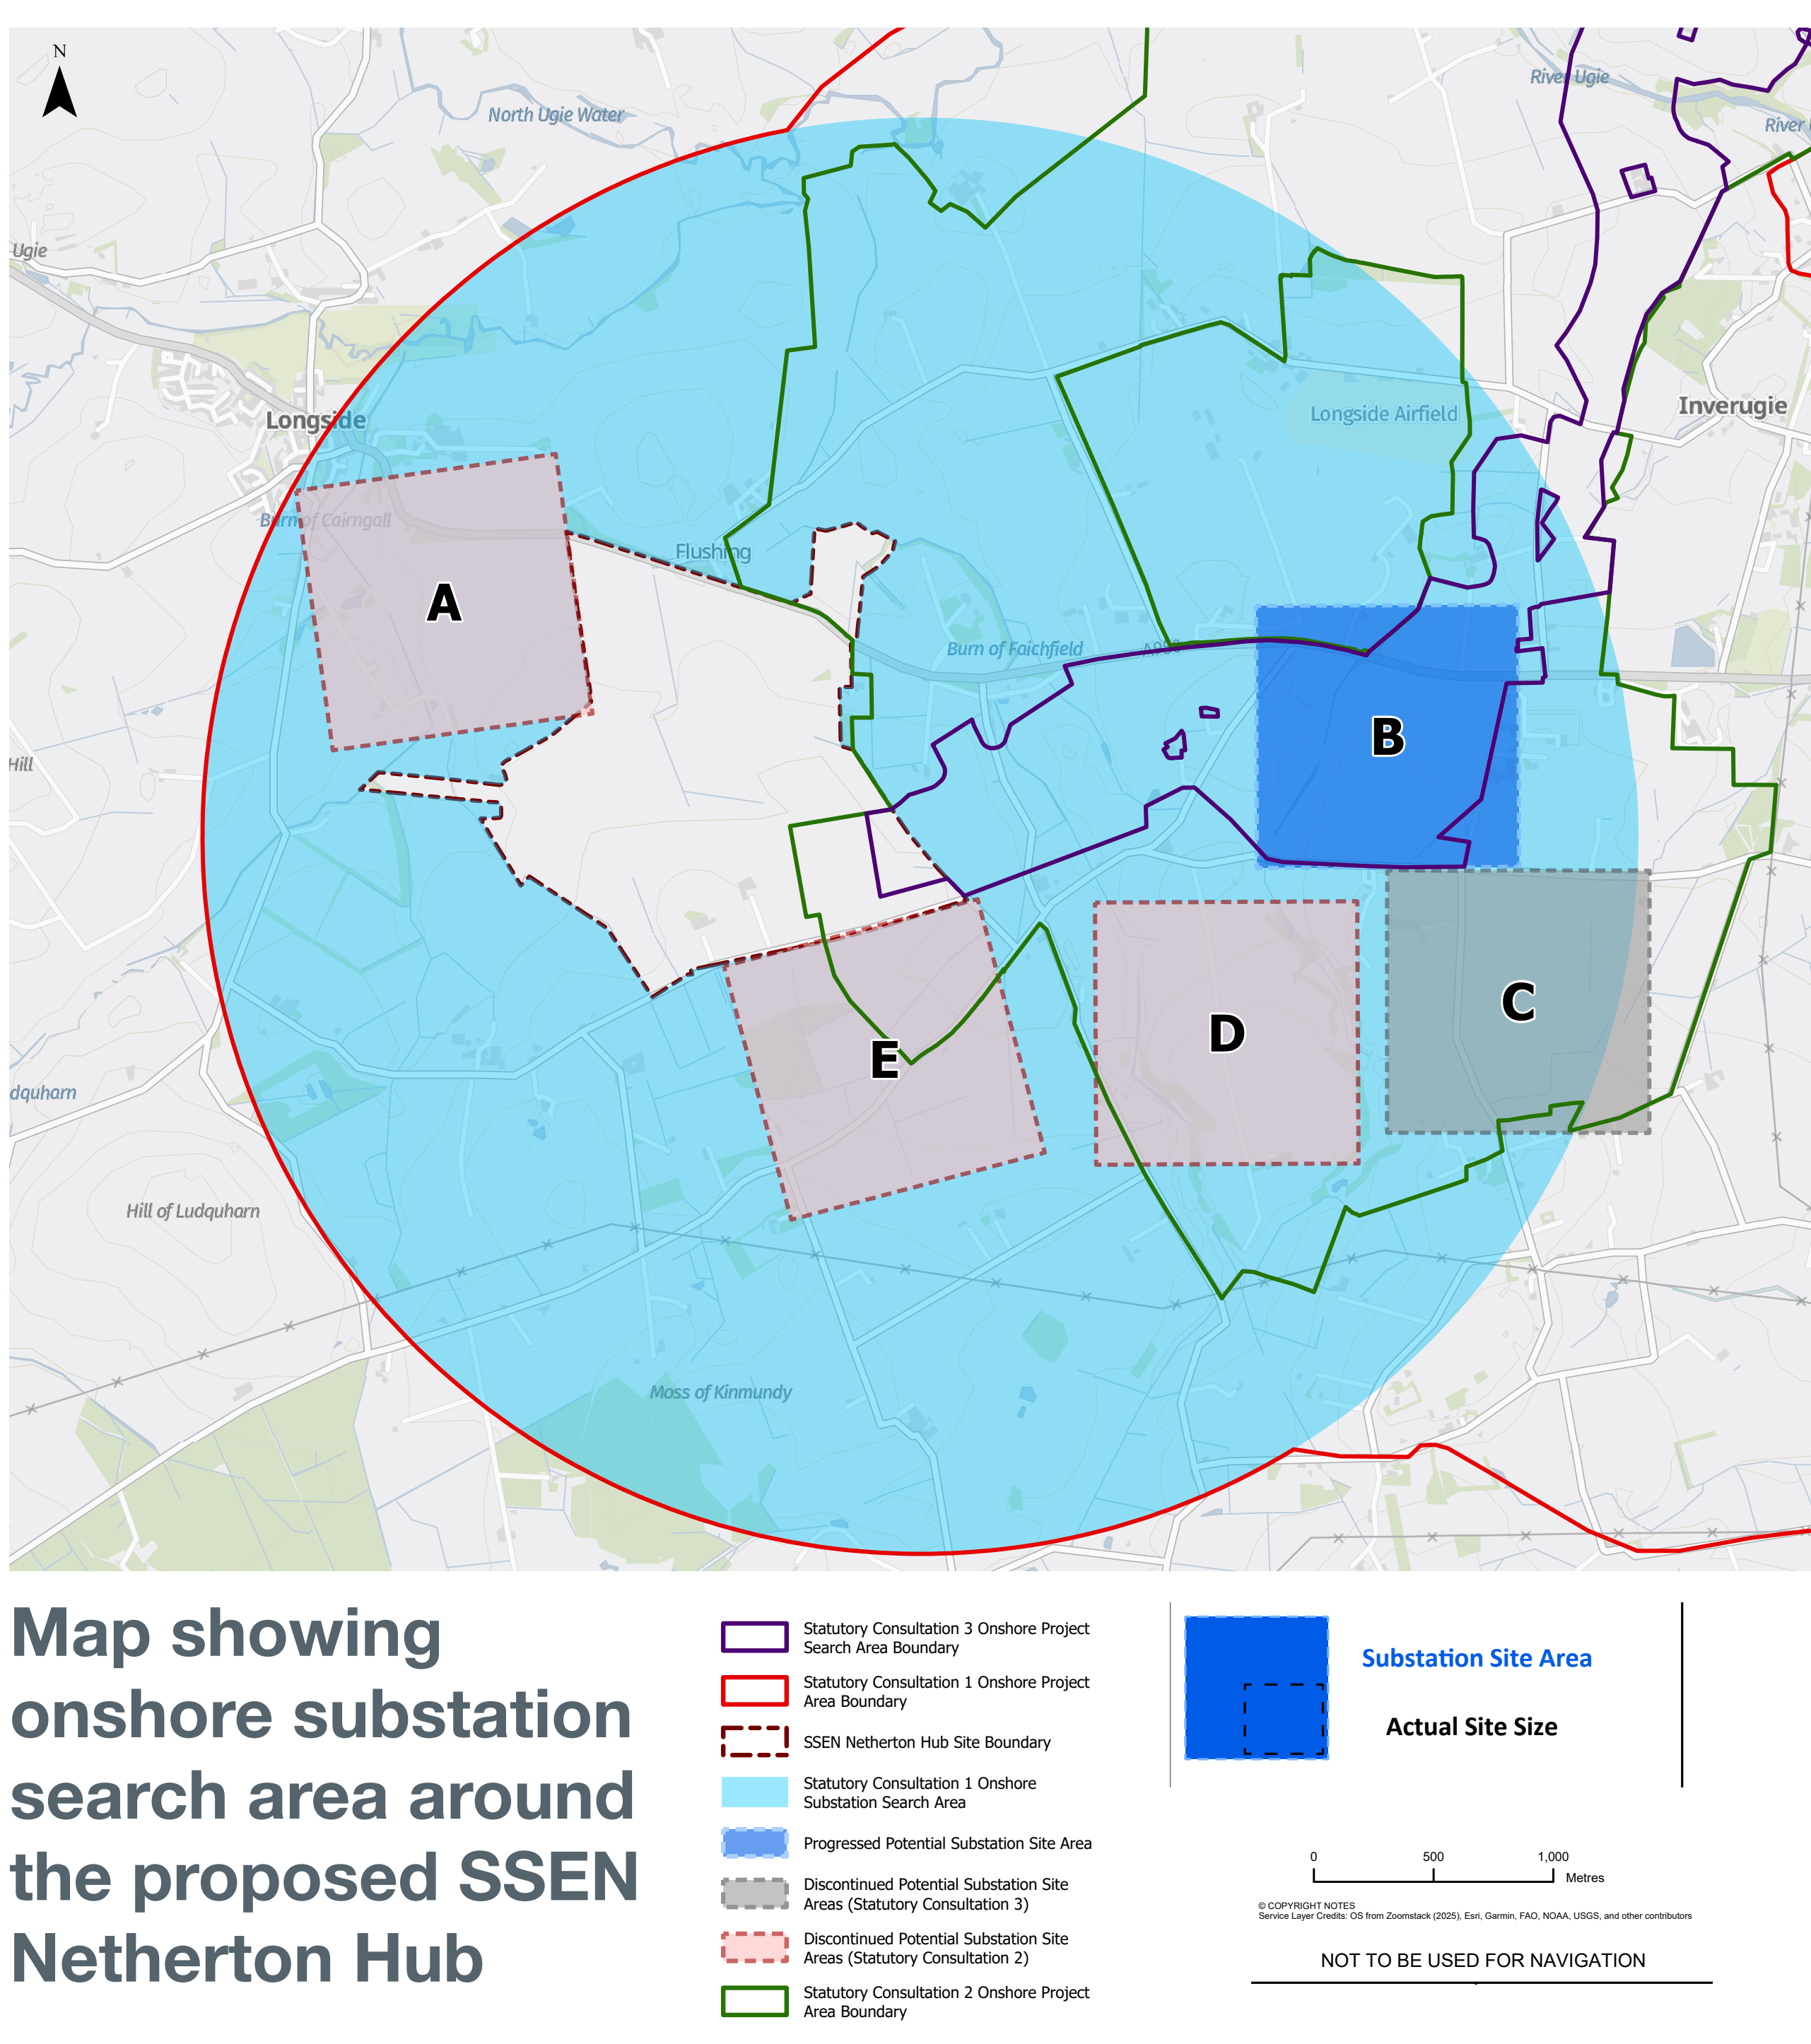 N
River Ugie
North Ugie Water
River
Ugie
Longside
Longside Airfield
Inverugie
Burn of Cairngall
Flushing
A
Burn of Faichfield
B
Hill
C
D
E
dquharn
Hill of Ludquharn
Moss of Kinmundy
Map showing
onshore substation
search area around
the proposed SSEN
Netherton Hub
Statutory Consultation 3 Onshore Project
Search Area Boundary
Statutory Consultation 1 Onshore Project
Area Boundary
SSEN Netherton Hub Site Boundary
Statutory Consultation 1 Onshore
Substation Search Area
Progressed Potential Substation Site Area
Discontinued Potential Substation Site
Areas (Statutory Consultation 3)
Discontinued Potential Substation Site
Areas (Statutory Consultation 2)
Statutory Consultation 2 Onshore Project
Area Boundary
Substation Site Area
Actual Site Size
0 500 1,000
Metres
© COPYRIGHT NOTES
Service Layer Credits: OS from Zoomstack (2025), Esri, Garmin, FAO, NOAA, USGS, and other contributors
NOT TO BE USED FOR NAVIGATION